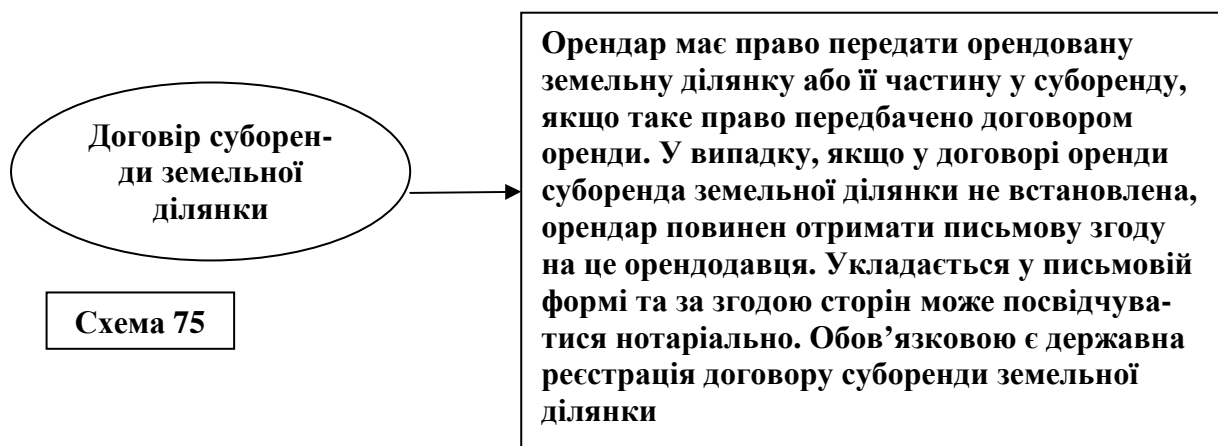 Договір суборен-
ди земельної
ділянки
Схема 75
Орендар має право передати орендовану
земельну ділянку або її частину у суборенду,
якщо таке право передбачено договором
оренди. У випадку, якщо у договорі оренди
суборенда земельної ділянки не встановлена,
орендар повинен отримати письмову згоду
на це орендодавця. Укладається у письмовій
формі та за згодою сторін може посвідчува-
тися нотаріально. Обов’язковою є державна
реєстрація договору суборенди земельної
ділянки